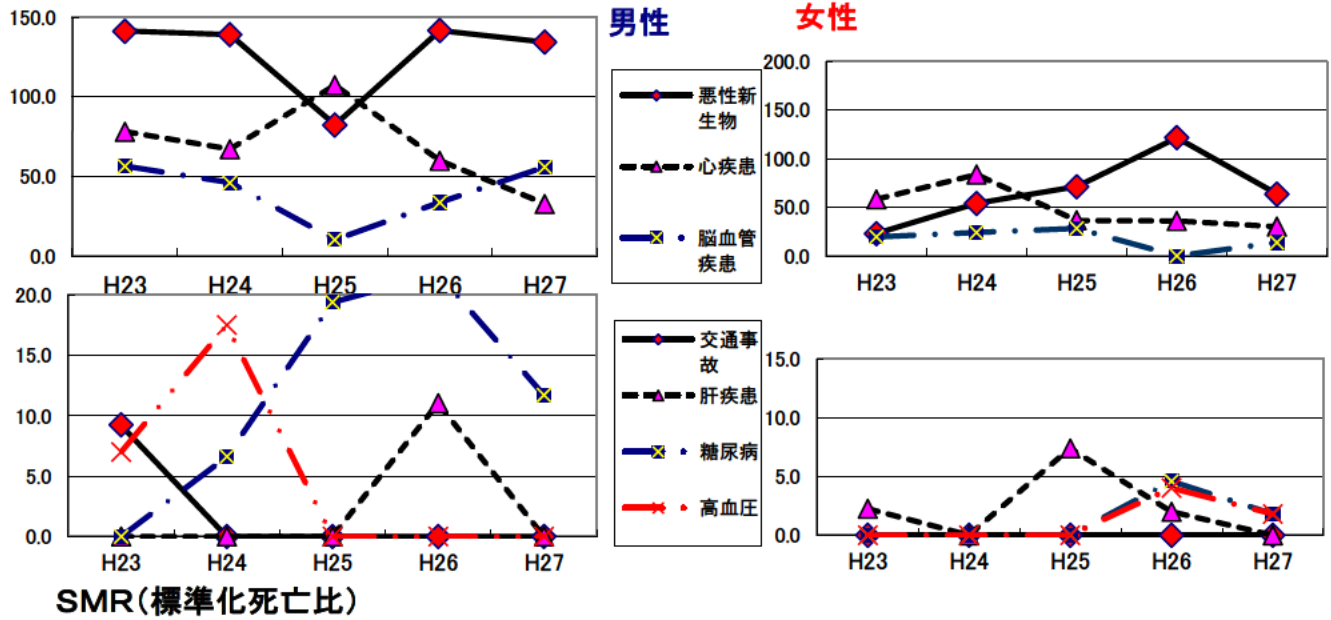 男性
女性
150.0
100.0
50.0
0.0
H23
H24
H25
H26
H27
悪性新
生物
心疾患
脳血管
疾患
200.0
150.0
100.0
50.0
0.0
H23
H24
H25
H26
H27
20.0
15.0
10.0
5.0
0.0
H23
H24
H25
H26
H27
交通事
故
肝疾患
糖尿病
高血圧
15.0
10.0
5.0
0.0
H23
H24
H25
H26
H27
SMR(標準化死亡比)